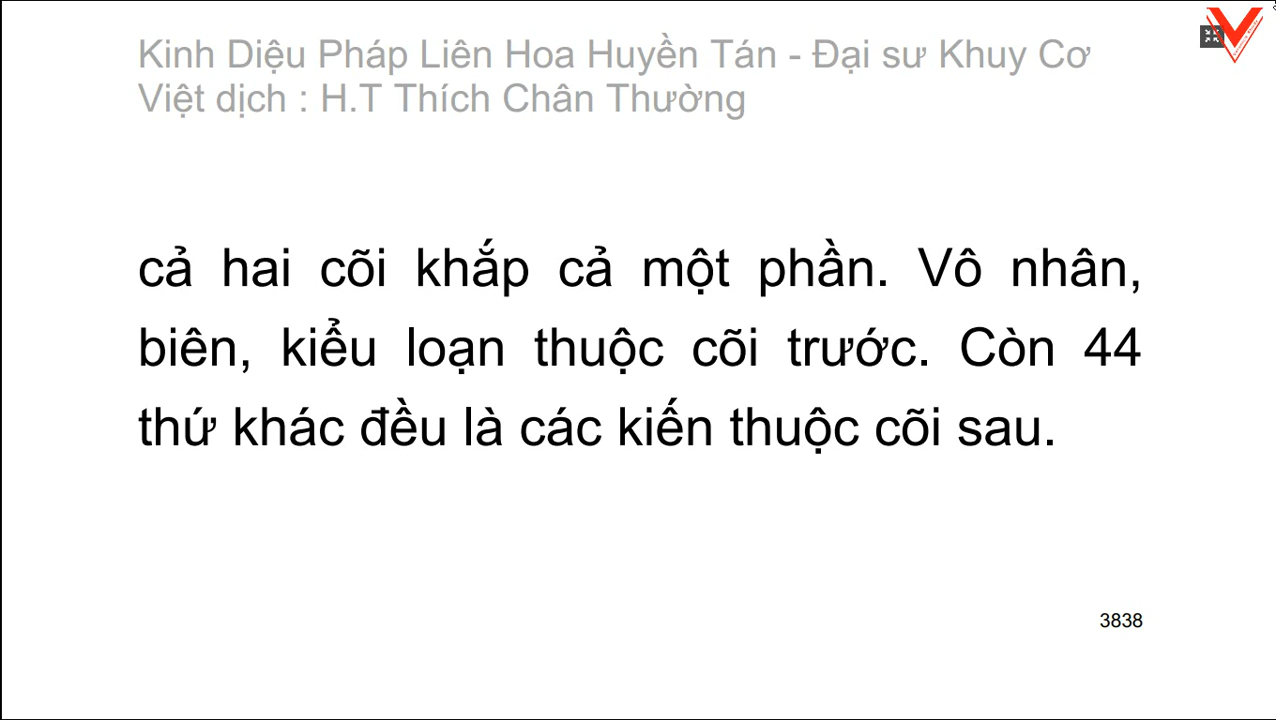 Kinh Diệu Pháp Liên Hoa Huyền Tán - Đại sư Khuy Cơ
Việt dịch : H.T Thích Chân Thường
cả hai cõi khắp cả một phần. Vô nhân,
biên, kiểu loạn thuộc cõi trước. Còn 44
thứ khác đều là các kiến thuộc cõi sau.
3838